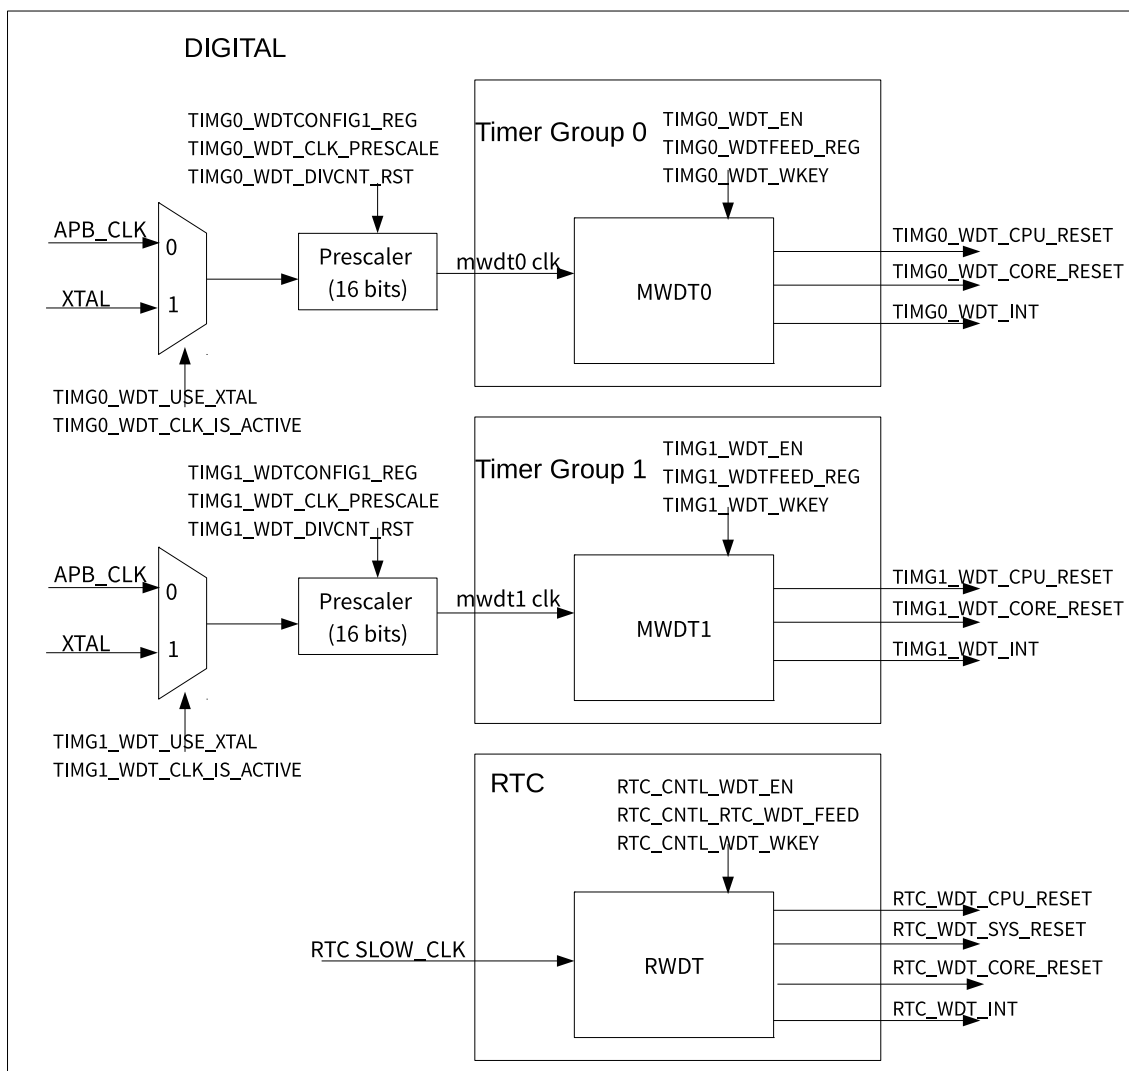 DIGITAL
TIMG0_WDTCONFIG1_REG
TIMG0_WDT_CLK_PRESCALE
TIMG0_WDT_DIVCNT_RST
Timer Group 0
TIMG0_WDT_EN
TIMG0_WDTFEED_REG
TIMG0_WDT_WKEY
APB_CLK
0
XTAL
1
Prescaler
(16 bits)
mwdt0 clk
MWDT0
TIMG0_WDT_CPU_RESET
TIMG0_WDT_CORE_RESET
TIMG0_WDT_INT
TIMG0_WDT_USE_XTAL
TIMG0_WDT_CLK_IS_ACTIVE
TIMG1_WDTCONFIG1_REG
TIMG1_WDT_CLK_PRESCALE
TIMG1_WDT_DIVCNT_RST
Timer Group 1
TIMG1_WDT_EN
TIMG1_WDTFEED_REG
TIMG1_WDT_WKEY
APB_CLK
0
XTAL
1
Prescaler
(16 bits)
mwdt1 clk
MWDT1
TIMG1_WDT_CPU_RESET
TIMG1_WDT_CORE_RESET
TIMG1_WDT_INT
TIMG1_WDT_USE_XTAL
TIMG1_WDT_CLK_IS_ACTIVE
RTC
RTC_CNTL_WDT_EN
RTC_CNTL_RTC_WDT_FEED
RTC_CNTL_WDT_WKEY
RTC SLOW_CLK
RWDT
RTC_WDT_CPU_RESET
RTC_WDT_SYS_RESET
RTC_WDT_CORE_RESET
RTC_WDT_INT